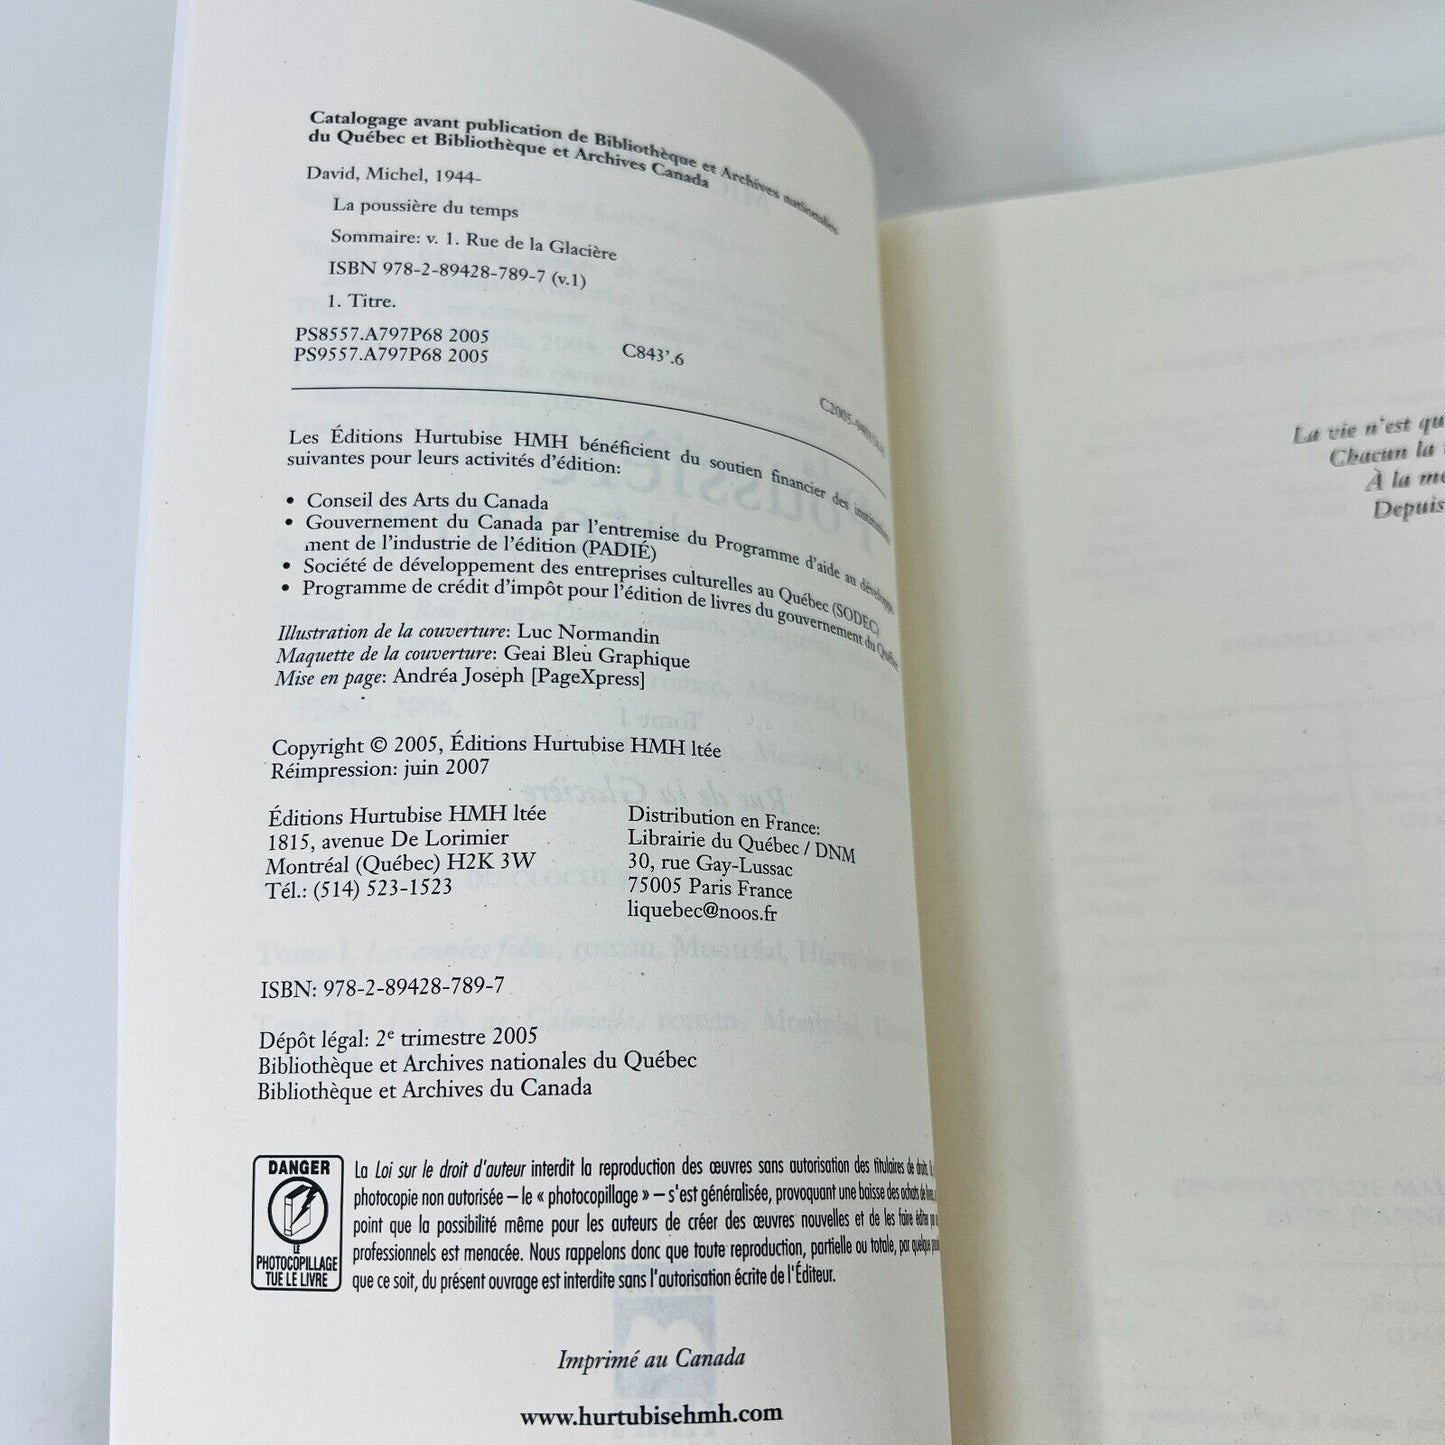 Catalogage avant publication de Bibliothèque et Archives nationales
du Québec et Bibliothèque et Archives Canada
David, Michel, 1944-
La poussière du temps
Sommaire: v. 1. Rue de la Glacière
ISBN 978-2-89428-789-7 (v.1)
1. Titre.
PS8557.A797P68 2005
PS9557.A797P68 2005
C843'.6
Les Éditions Hurtubise HMH bénéficient du soutien financier des institutions
suivantes pour leurs activités d'édition:
• Conseil des Arts du Canada
• Gouvernement du Canada par l'entremise du Programme d'aide au développe-
ment de l'industrie de l'édition (PADIÉ)
• Société de développement des entreprises culturelles au Québec (SODEC)
• Programme de crédit d'impôt pour l'édition de livres du gouvernement du Québec
Illustration de la couverture: Luc Normandin
Maquette de la couverture: Geai Bleu Graphique
Mise en page: Andréa Joseph [PageXpress]
Copyright © 2005, Éditions Hurtubise HMH ltée
Réimpression: juin 2007
Éditions Hurtubise HMH ltée
1815, avenue De Lorimier
Montréal (Québec) H2K 3W
Tél.: (514) 523-1523
Distribution en France:
Librairie du Québec / DNM
30, rue Gay-Lussac
75005 Paris France
liquebec@noos.fr
ISBN: 978-2-89428-789-7
Dépôt légal: 2e trimestre 2005
Bibliothèque et Archives nationales du Québec
Bibliothèque et Archives du Canada
DANGER
LE
PHOTOCOPILLAGE
TUE LE LIVRE
La Loi sur le droit d'auteur interdit la reproduction des œuvres sans autorisation des titulaires de droit.
photocopie non autorisée – le « photocopillage » – s'est généralisée, provoquant une baisse des achats de livres,
point que la possibilité même pour les auteurs de créer des œuvres nouvelles et de les faire éditer
professionnels est menacée. Nous rappelons donc que toute reproduction, partielle ou totale, par quelque
que ce soit, du présent ouvrage est interdite sans l'autorisation écrite de l'Éditeur.
Imprimé au Canada
www.hurtubisehmh.com
La vie n'est qu
Chacun la
À la
Depuis